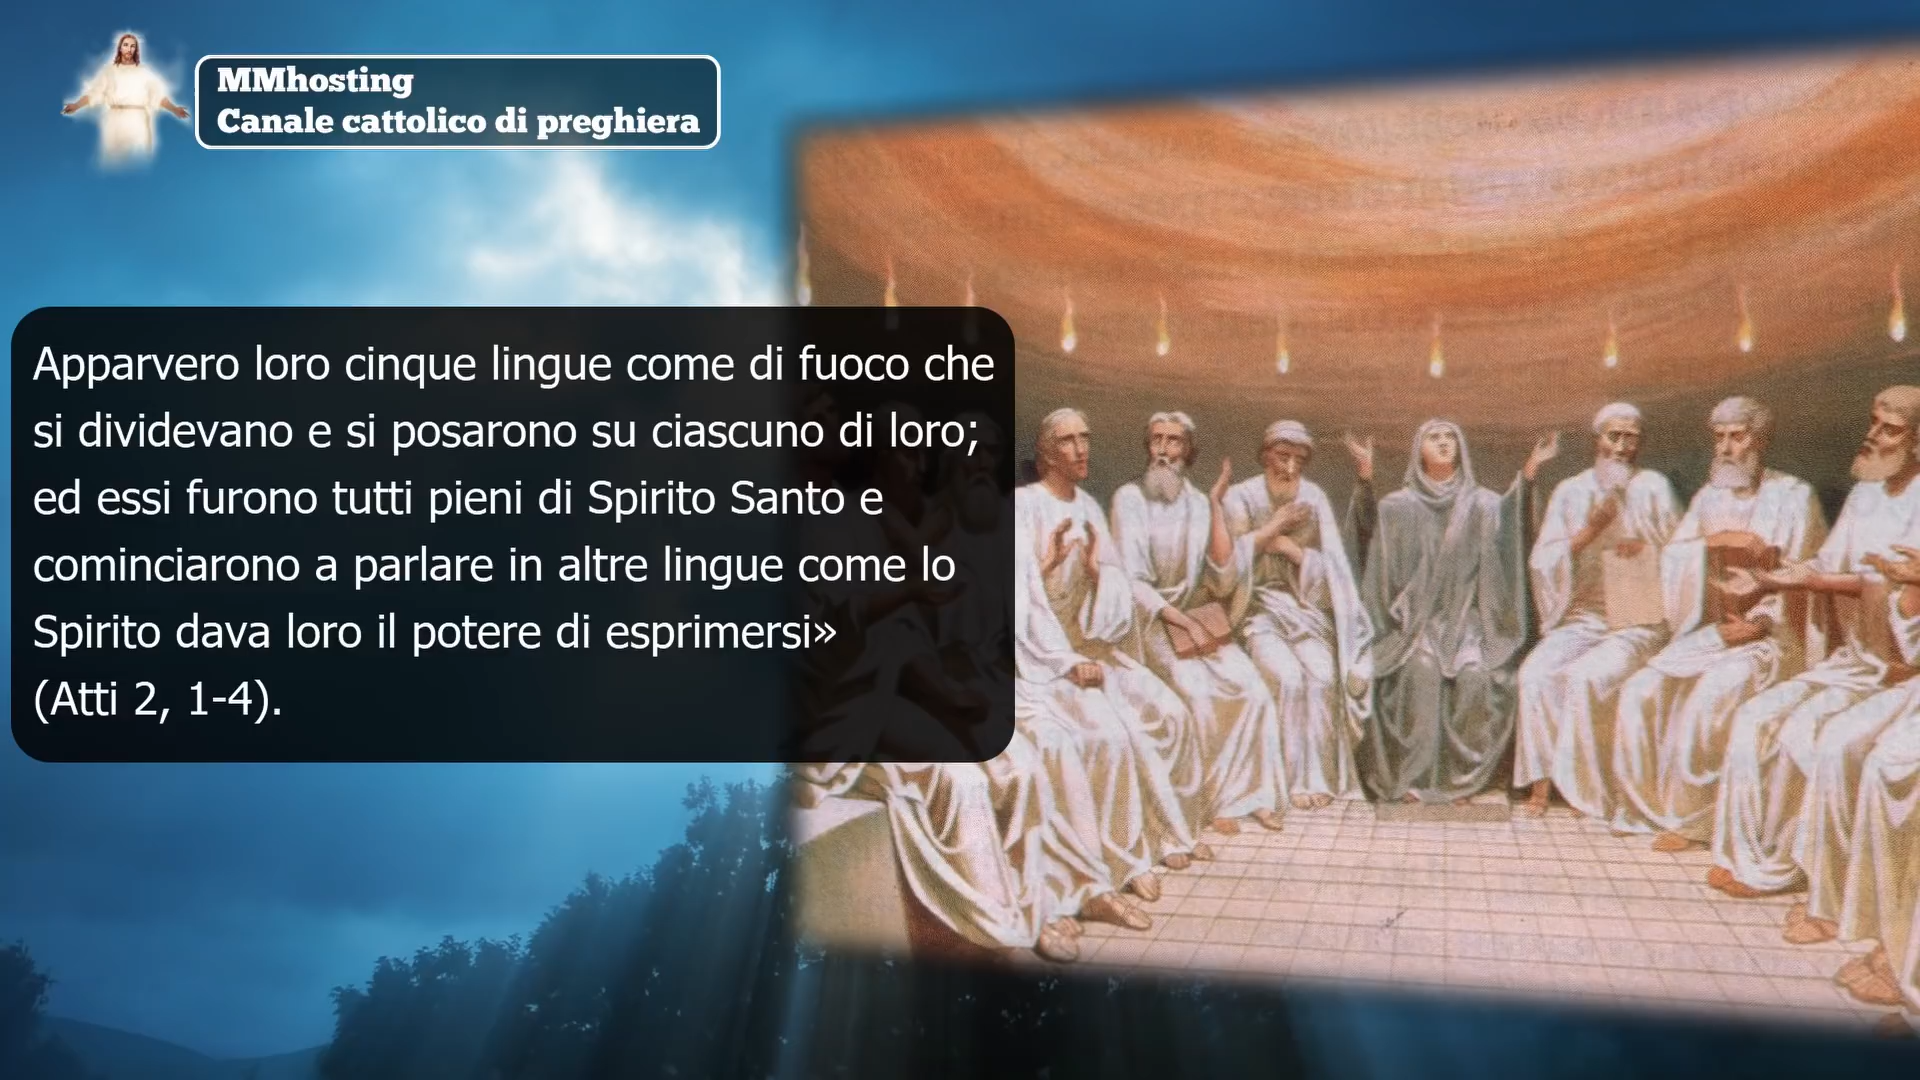 MMhosting
Canale cattolico di preghiera
Apparvero loro cinque lingue come di fuoco che
si dividevano e si posarono su ciascuno di loro;
ed essi furono tutti pieni di Spirito Santo e
cominciarono a parlare in altre lingue come lo
Spirito dava loro il potere di esprimersi»
(Atti 2, 1-4).